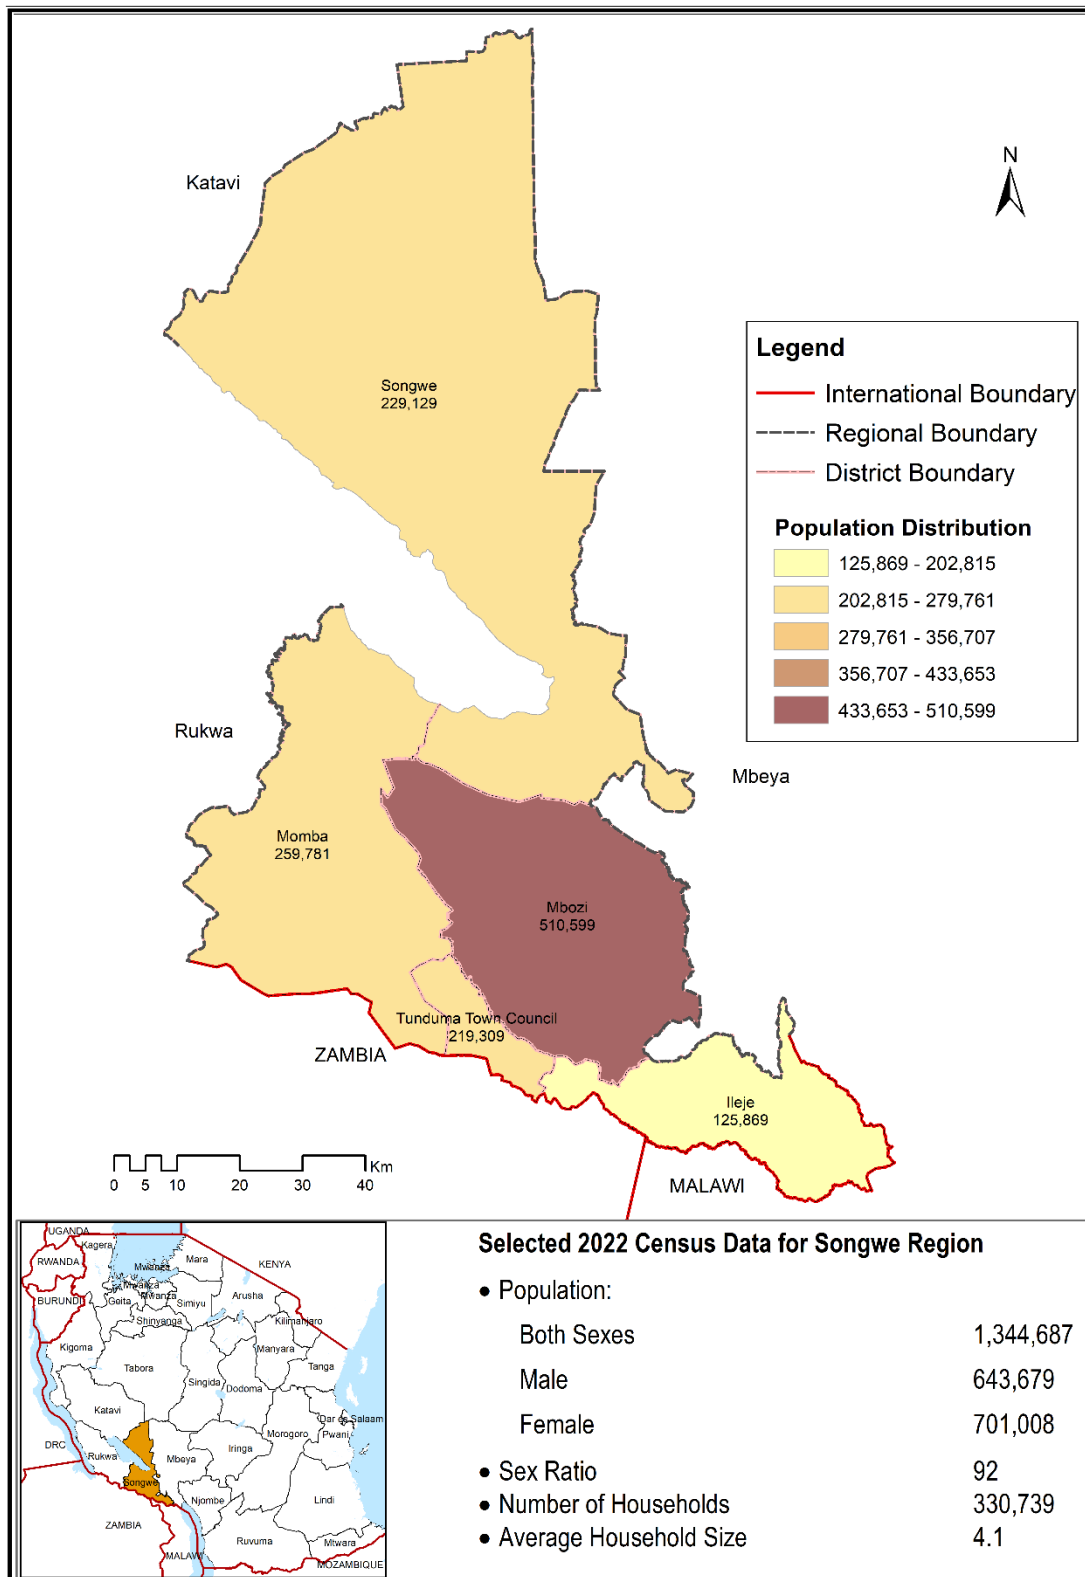 Katavi
N
Songwe
229,129
Legend
International Boundary
Regional Boundary
District Boundary
Population Distribution
125,869 - 202,815
202,815 - 279,761
279,761 - 356,707
356,707 - 433,653
433,653 - 510,599
Rukwa
Mbeya
Momba
259,781
Mbozi
510,599
Tunduma Town Council
219,309
ZAMBIA
Ileje
125,869
MALAWI
Km
0 5 10 20 30 40
UGANDA
Kagera
RWANDA
Mwanza
Mara
KENYA
BURUNDI
Geita
Mwanza
Mwanza
Simiyu
Arusha
Shinyanga
Kilimanjaro
Kigoma
Tabora
Manyara
Tanga
Singida
Dodoma
Katavi
Dar es Salaam
Pwani
Morogoro
DRC
Rukwa
Mbeya
Iringa
Songwe
Njombe
Lindi
ZAMBIA
MALAWI
Ruvuma
Mtwara
MOZAMBIQUE
Selected 2022 Census Data for Songwe Region
• Population:
Both Sexes 1,344,687
Male 643,679
Female 701,008
• Sex Ratio 92
• Number of Households 330,739
• Average Household Size 4.1